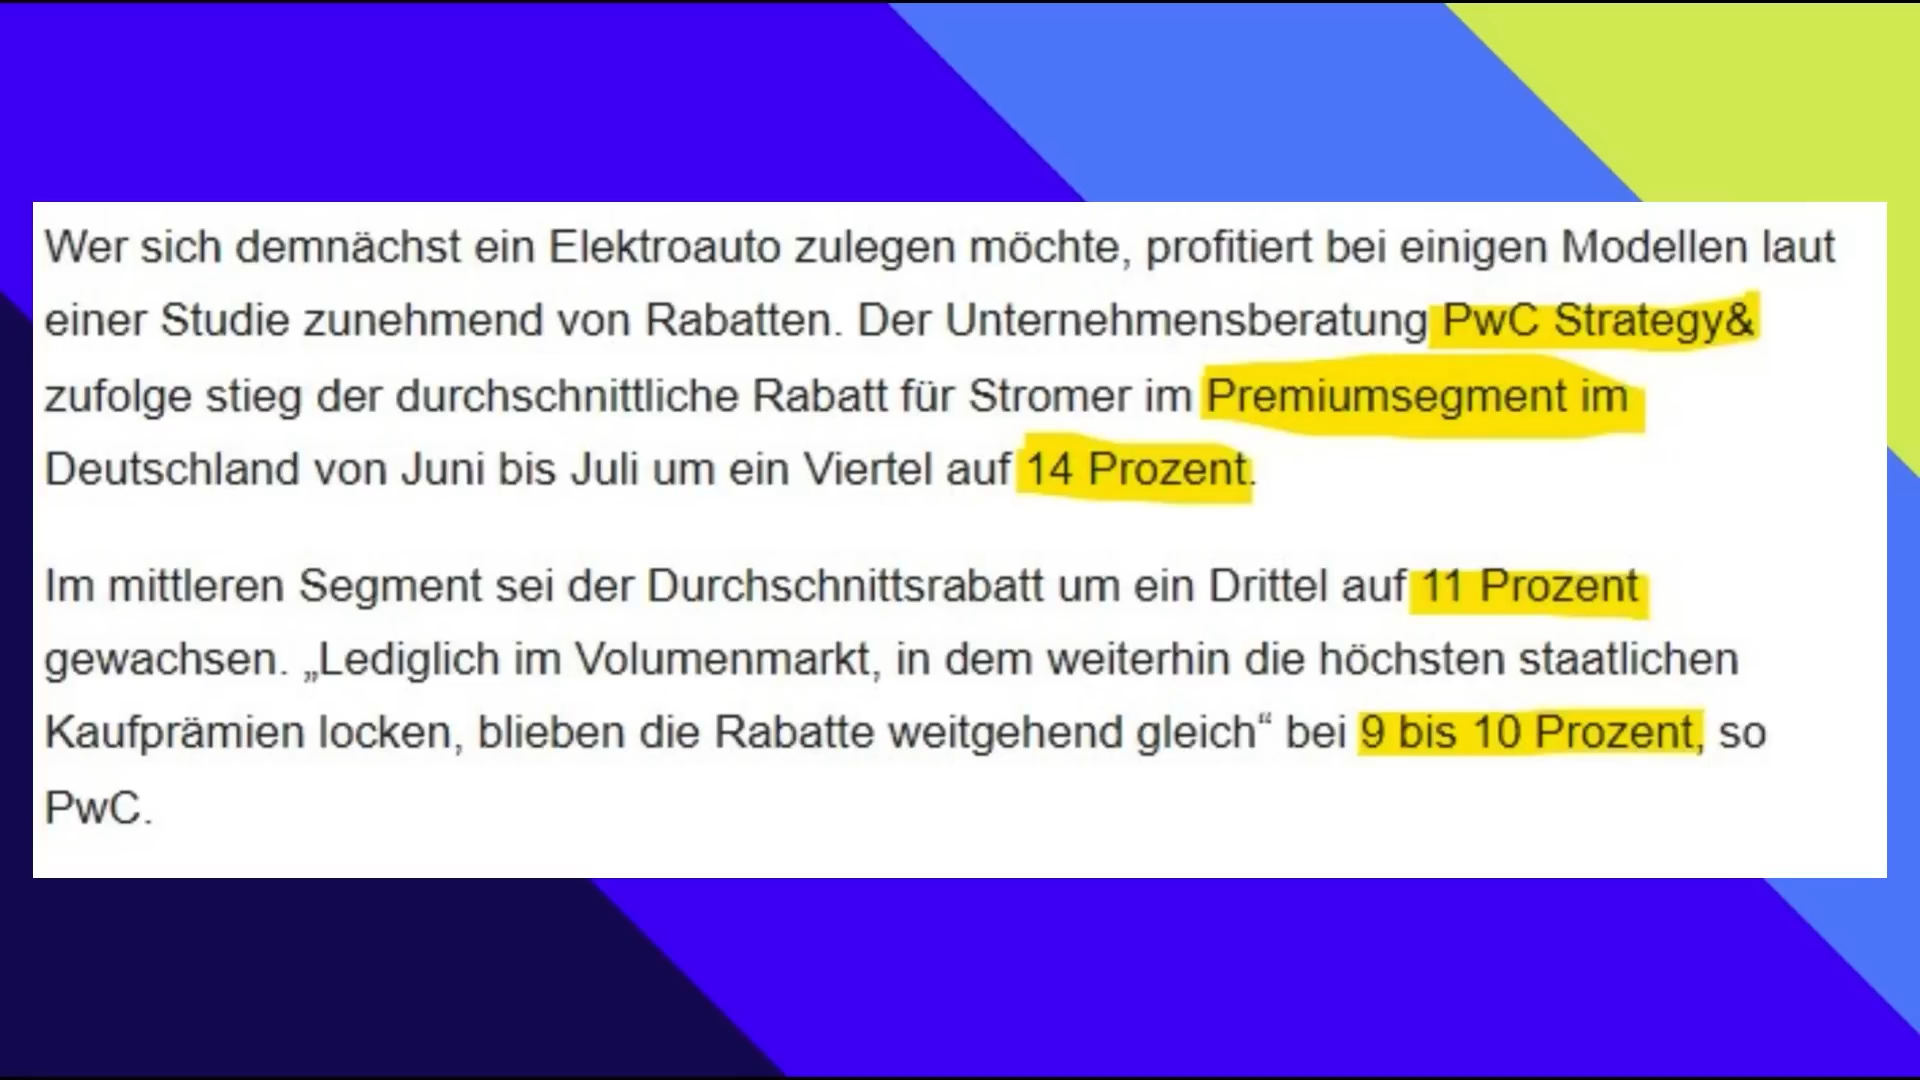 Wer sich demnächst ein Elektroauto zulegen möchte, profitiert bei einigen Modellen laut
einer Studie zunehmend von Rabatten. Der Unternehmensberatung PwC Strategy&
zufolge stieg der durchschnittliche Rabatt für Stromer im Premiumsegment im
Deutschland von Juni bis Juli um ein Viertel auf 14 Prozent.
Im mittleren Segment sei der Durchschnittsrabatt um ein Drittel auf 11 Prozent
gewachsen. „Lediglich im Volumenmarkt, in dem weiterhin die höchsten staatlichen
Kaufprämien locken, blieben die Rabatte weitgehend gleich“ bei 9 bis 10 Prozent, so
PwC.